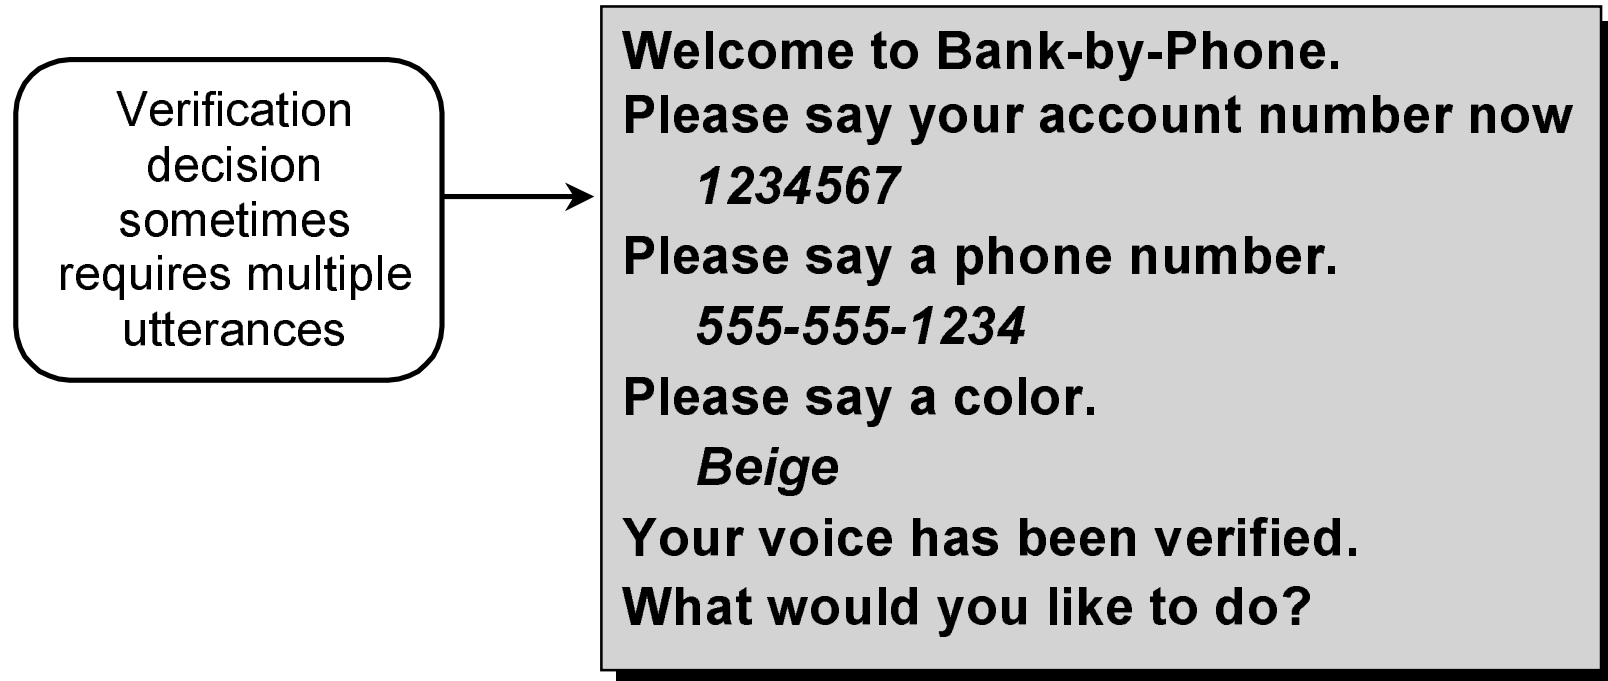 Verification
decision
sometimes
requires multiple
utterances
Welcome to Bank-by-Phone.
Please say your account number now
1234567
Please say a phone number.
555-555-1234
Please say a color.
Beige
Your voice has been verified.
What would you like to do?